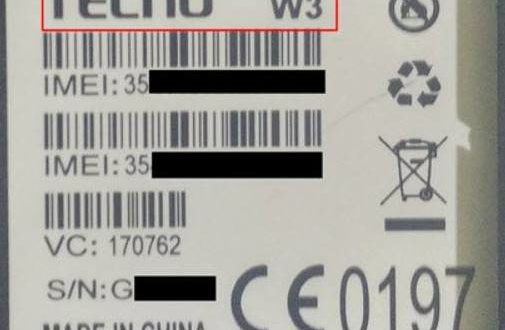 TECNO W3
IMEI: 35
IMEI: 35
VC: 170762
S/N: G
CE 0197
MADE IN CHINA